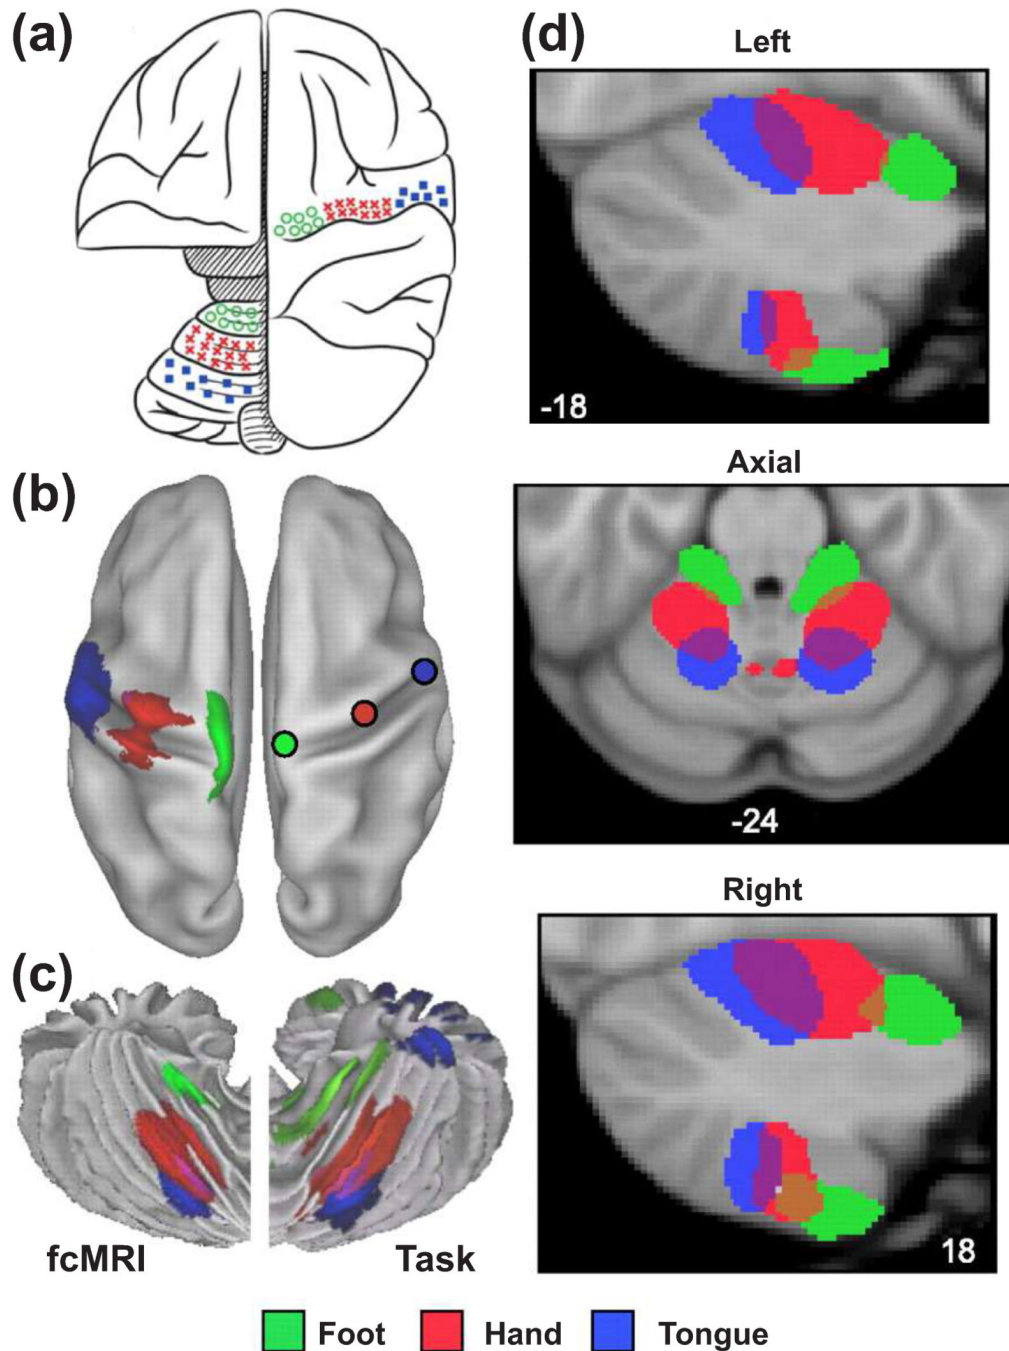 (a)
(d)
Left
-18
(b)
Axial
-24
Right
(c)
fcMRI
Task
18
Foot
Hand
Tongue